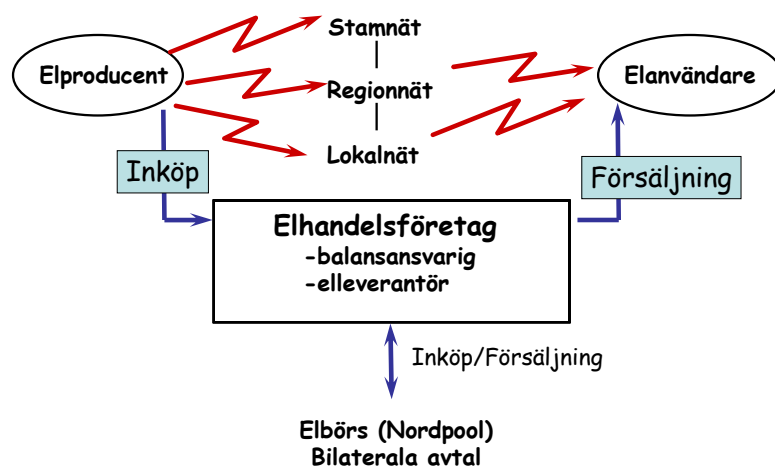 Stamnät
Elproducent
Regionnät
Elanvändare
Lokalnät
Inköp
Försäljning
Elhandelsföretag
-balansansvarig
-elleverantör
Inköp/Försäljning
Elbörs (Nordpool)
Bilaterala avtal